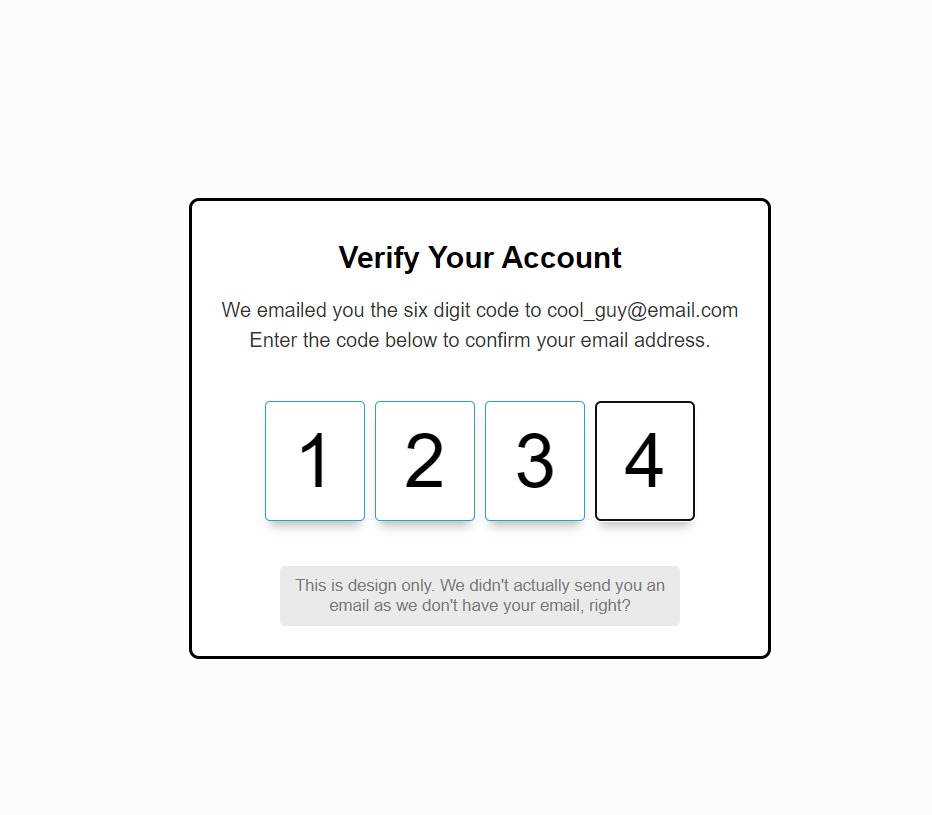 Verify Your Account
We emailed you the six digit code to cool_guy@email.com
Enter the code below to confirm your email address.
1 2 3 4
This is design only. We didn't actually send you an
email as we don't have your email, right?